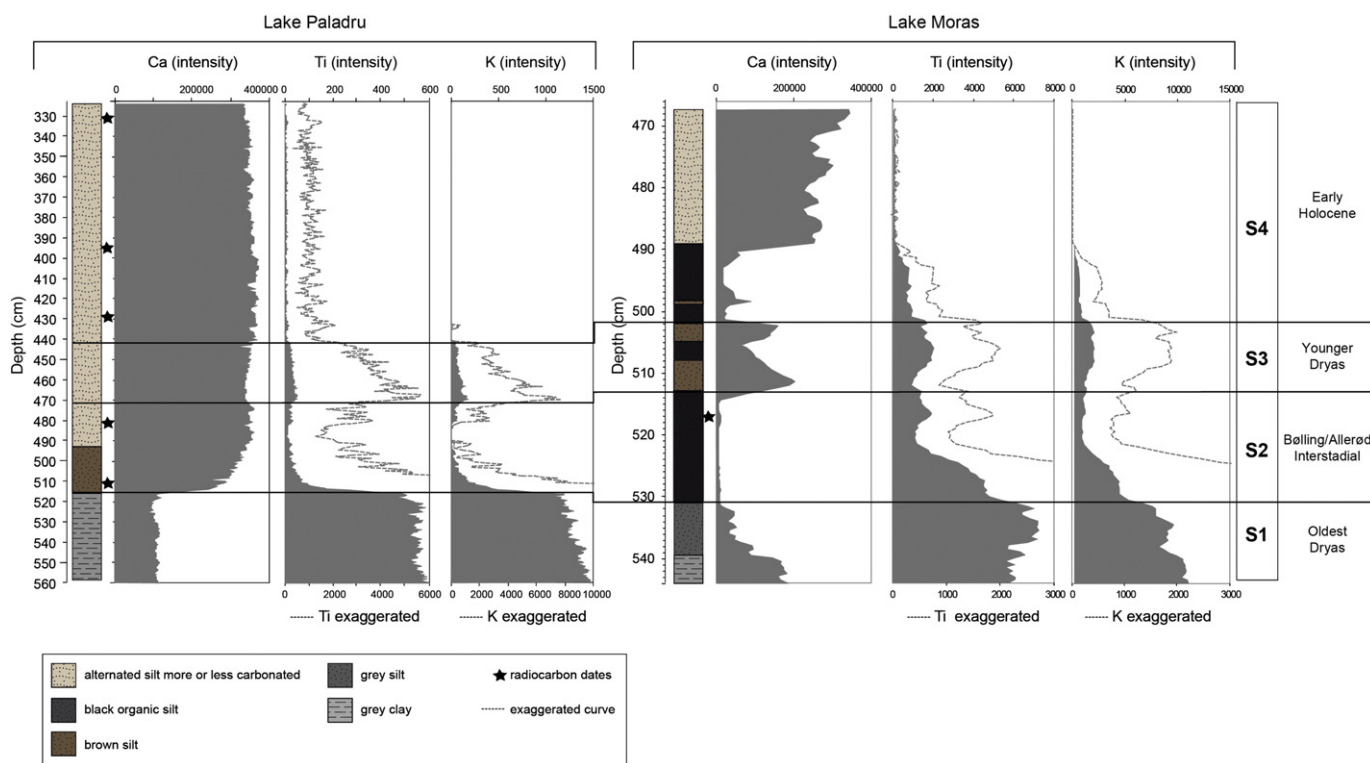 Lake Paladru
Lake Moras
Ca (intensity)
Ti (intensity)
K (intensity)
Ca (intensity)
Ti (intensity)
K (intensity)
0 200000 400000
0 200 400 600
0 500 1000 1500
0 200000 400000
0 2000 4000 6000 8000
0 5000 10000 15000
Depth (cm)
330
340
350
360
370
380
390
400
410
420
430
440
450
460
470
480
490
500
510
520
530
540
550
560
Depth (cm)
470
480
490
500
510
520
530
540
S4
Early
Holocene
S3
Younger
Dryas
S2
Bølling/Allerød
Interstadial
S1
Oldest
Dryas
0 2000 4000 6000
0 2000 4000 6000 8000 10000
0 1000 2000 3000
0 1000 2000 3000
Ti exaggerated
K exaggerated
Ti exaggerated
K exaggerated
alternated silt more or less carbonated
black organic silt
brown silt
grey silt
grey clay
radiocarbon dates
exaggerated curve